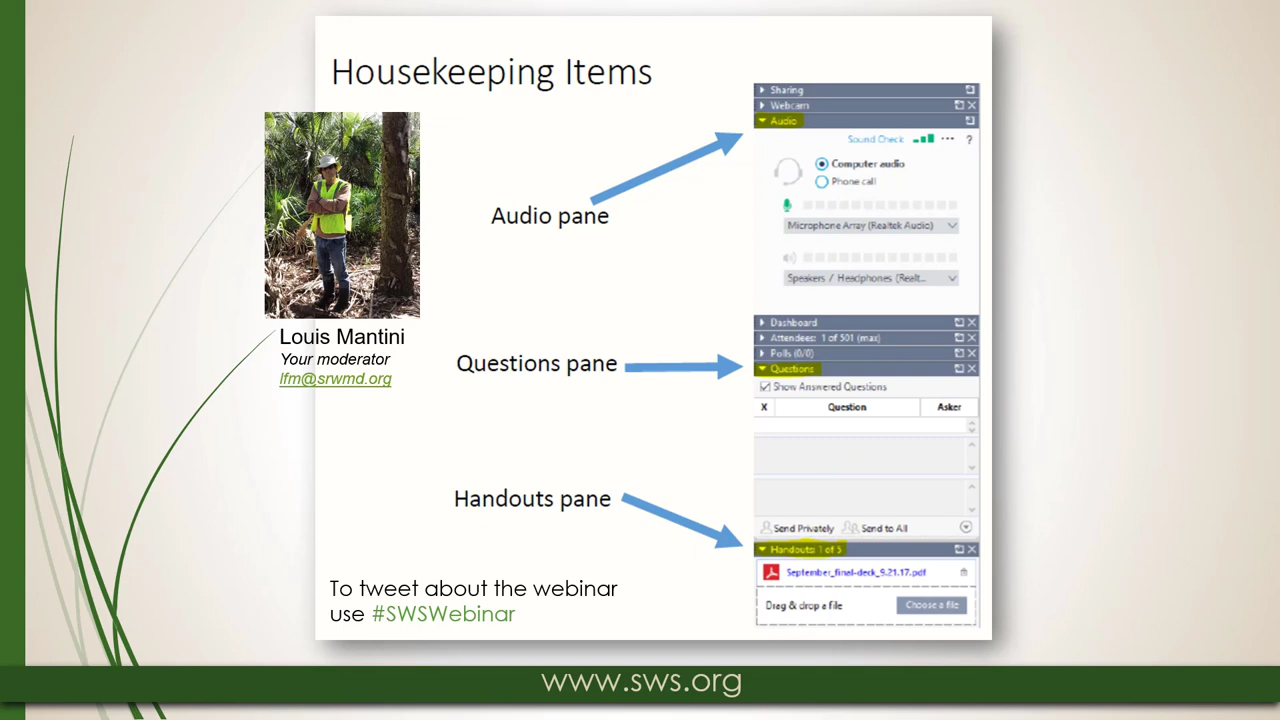 Housekeeping Items
Louis Mantini
Your moderator
lfm@srwmd.org
Audio pane
Questions pane
Handouts pane
To tweet about the webinar
use #SWSWebinar
Sharing
Webcam
Audio
Sound Check ?
Computer audio
Phone call
Microphone Array (Realtek Audio)
Speakers / Headphones (Realt...
Dashboard
Attendees: 1 of 501 (max)
Polls (0/0)
Questions
Show Answered Questions
X Question Asker
Send Privately Send to All
Handouts: 1 of 5
September_final-deck_9.21.17.pdf
Drag & drop a file Choose a file
www.sws.org